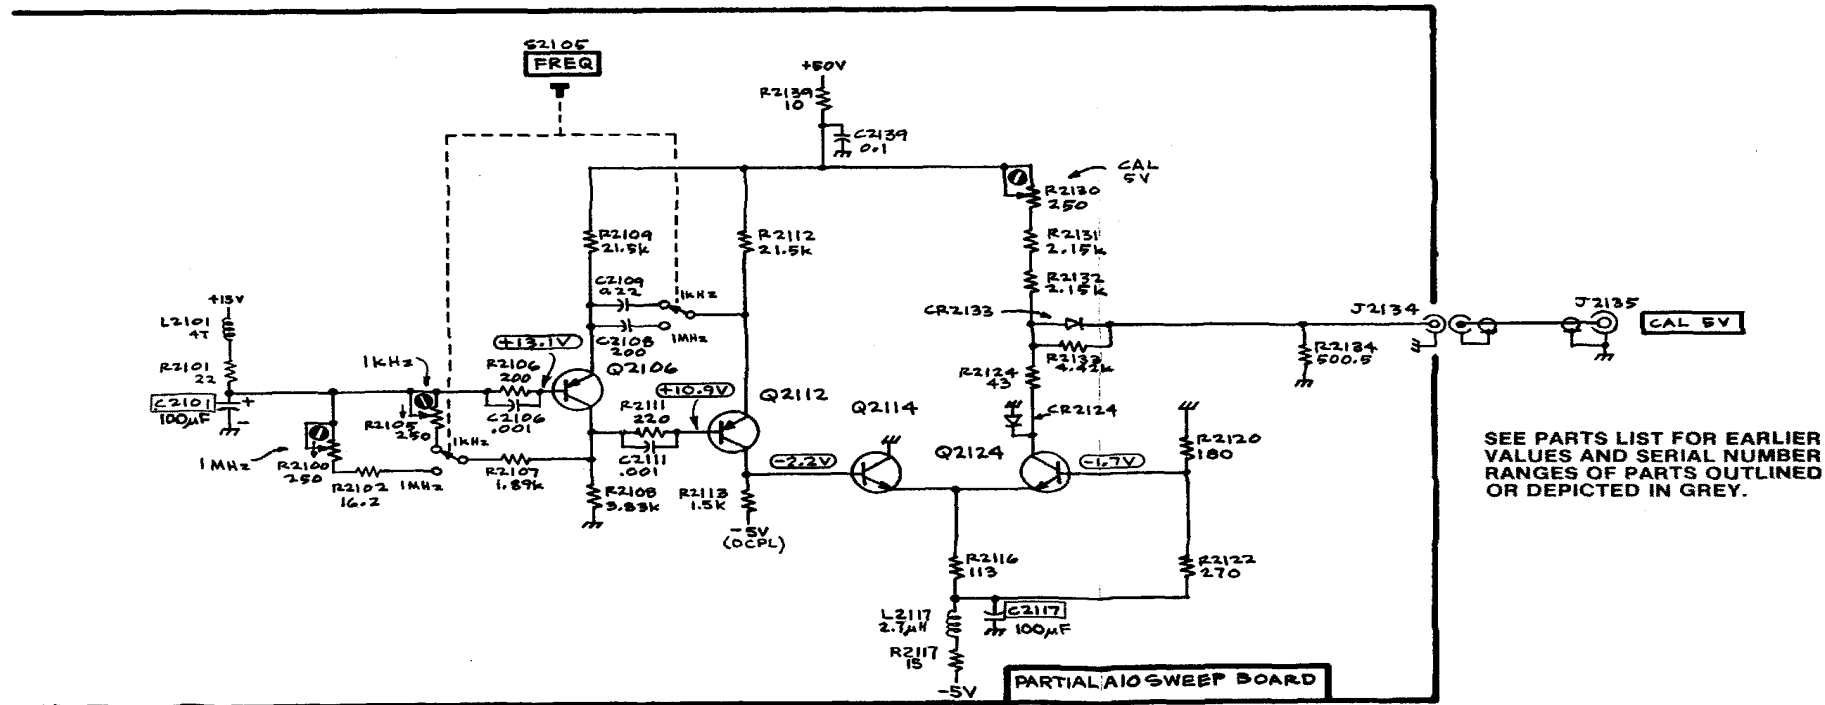 S2105
FREQ
+50V
R2139
10
C2139
0.1
CAL
5V
R2130
250
R2109
21.5k
R2112
21.5k
R2131
2.15k
C2109
0.22
1kHz
R2132
2.15k
+15V
L2101
4T
CR2133
J2134
J2135
CAL 5V
C2108
200
1MHz
+13.1V
1kHz
R2106
200
Q2106
R2133
4.42k
R2134
500.5
R2101
22
R2124
43
C2101
100µF
+
−
+10.9V
Q2112
Q2114
CR2124
R2111
220
R2105
250
C2106
.001
1kHz
1MHz
R2100
250
C2111
.001
−2.2V
Q2124
−1.7V
R2120
180
SEE PARTS LIST FOR EARLIER
VALUES AND SERIAL NUMBER
RANGES OF PARTS OUTLINED
OR DEPICTED IN GREY.
R2102
16.2
1MHz
R2107
1.89k
R2108
3.83k
R2113
1.5k
−5V
(DCPL)
R2116
113
R2122
270
L2117
2.7µH
C2117
100µF
R2117
15
−5V
PARTIAL A10 SWEEP BOARD